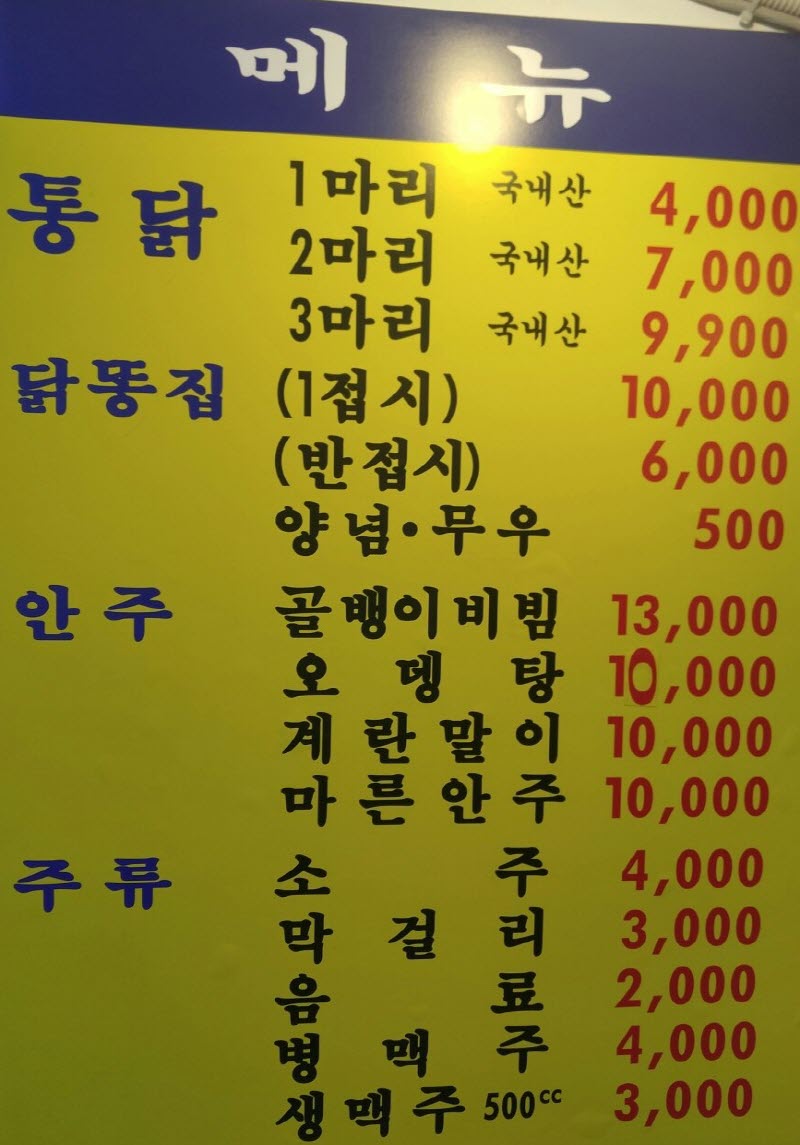 메 뉴
통 닭 1마리 국내산 4,000
2마리 국내산 7,000
3마리 국내산 9,900
닭똥집 (1접시) 10,000
(반접시) 6,000
양념·무우 500
안 주 골뱅이비빔 13,000
오 뎅 탕 10,000
계란말이 10,000
마른안주 10,000
주 류 소 주 4,000
막 걸 리 3,000
음 료 2,000
병 맥 주 4,000
생맥주 500cc 3,000